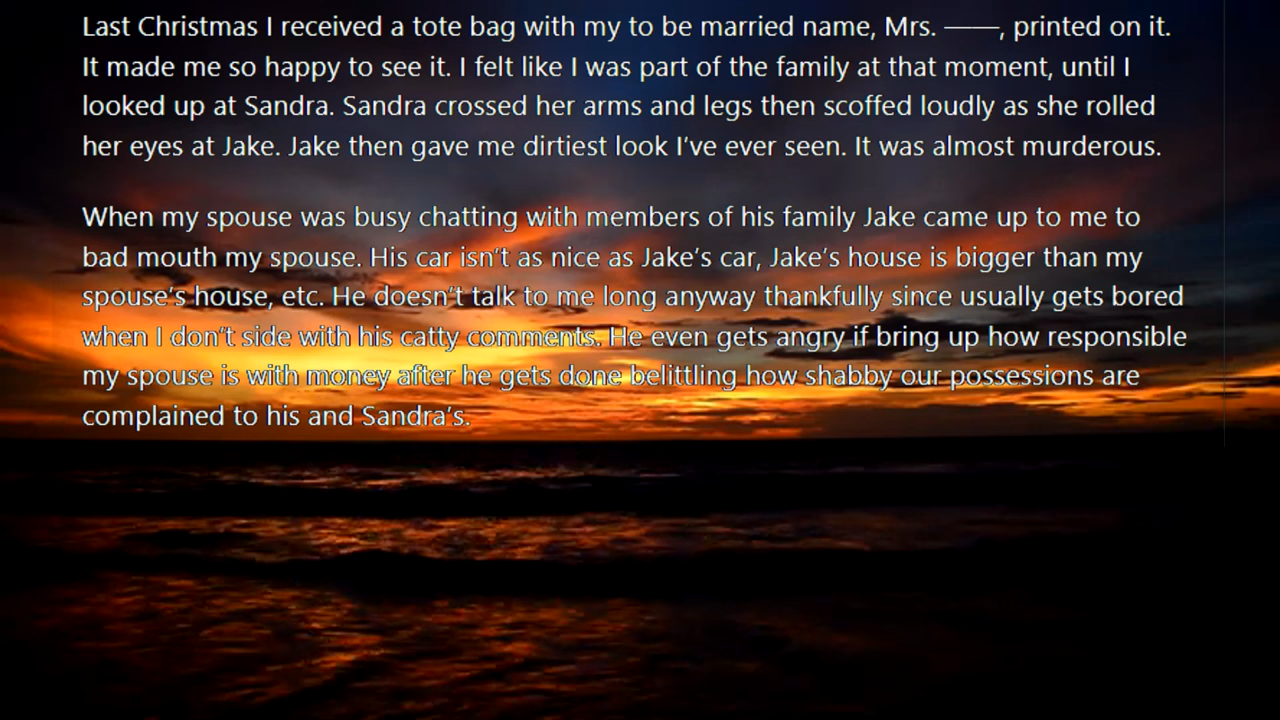 Last Christmas I received a tote bag with my to be married name, Mrs. ——, printed on it.
It made me so happy to see it. I felt like I was part of the family at that moment, until I
looked up at Sandra. Sandra crossed her arms and legs then scoffed loudly as she rolled
her eyes at Jake. Jake then gave me dirtiest look I’ve ever seen. It was almost murderous.
When my spouse was busy chatting with members of his family Jake came up to me to
bad mouth my spouse. His car isn’t as nice as Jake’s car, Jake’s house is bigger than my
spouse’s house, etc. He doesn’t talk to me long anyway thankfully since usually gets bored
when I don’t side with his catty comments. He even gets angry if bring up how responsible
my spouse is with money after he gets done belittling how shabby our possessions are
complained to his and Sandra’s.